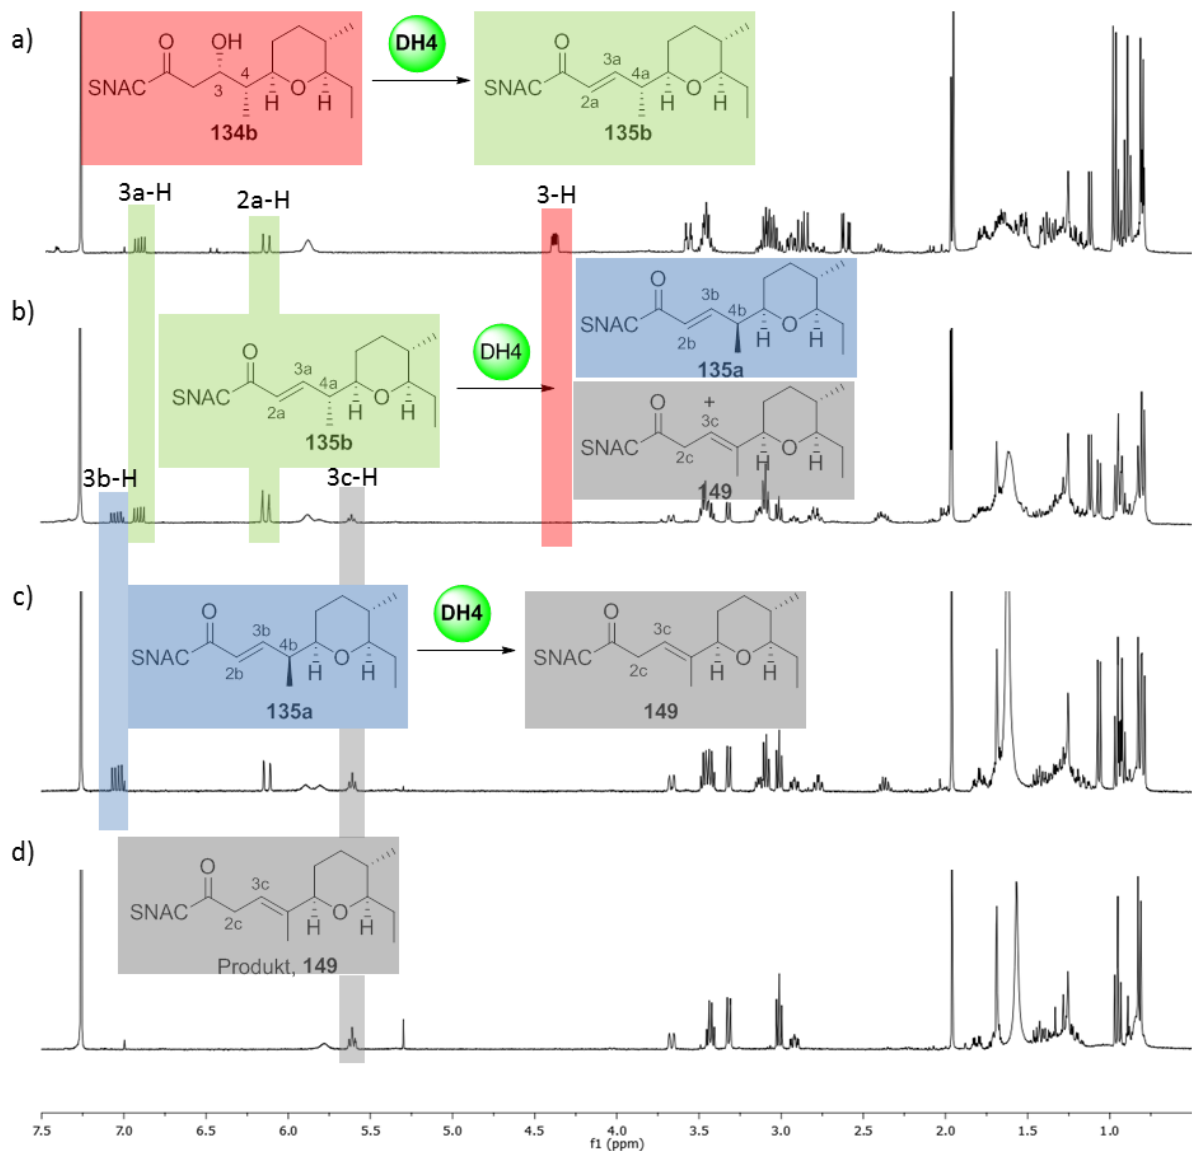 a)
O OH
SNAC
3 4
O
H H
134b
DH4
O
3a
4a
SNAC
2a
O
H H
135b
3a-H 2a-H 3-H
b)
O
3a
4a
SNAC
2a
O
H H
135b
DH4
O
3b
4b
SNAC
2b
O
H H
135a
+
O
3c
SNAC
2c
O
H H
149
3b-H 3c-H
c)
O
3b
4b
SNAC
2b
O
H H
135a
DH4
O
3c
SNAC
2c
O
H H
149
d)
O
3c
SNAC
2c
O
H H
Produkt, 149
7.5 7.0 6.5 6.0 5.5 5.0 4.5 4.0 3.5 3.0 2.5 2.0 1.5 1.0
f1 (ppm)